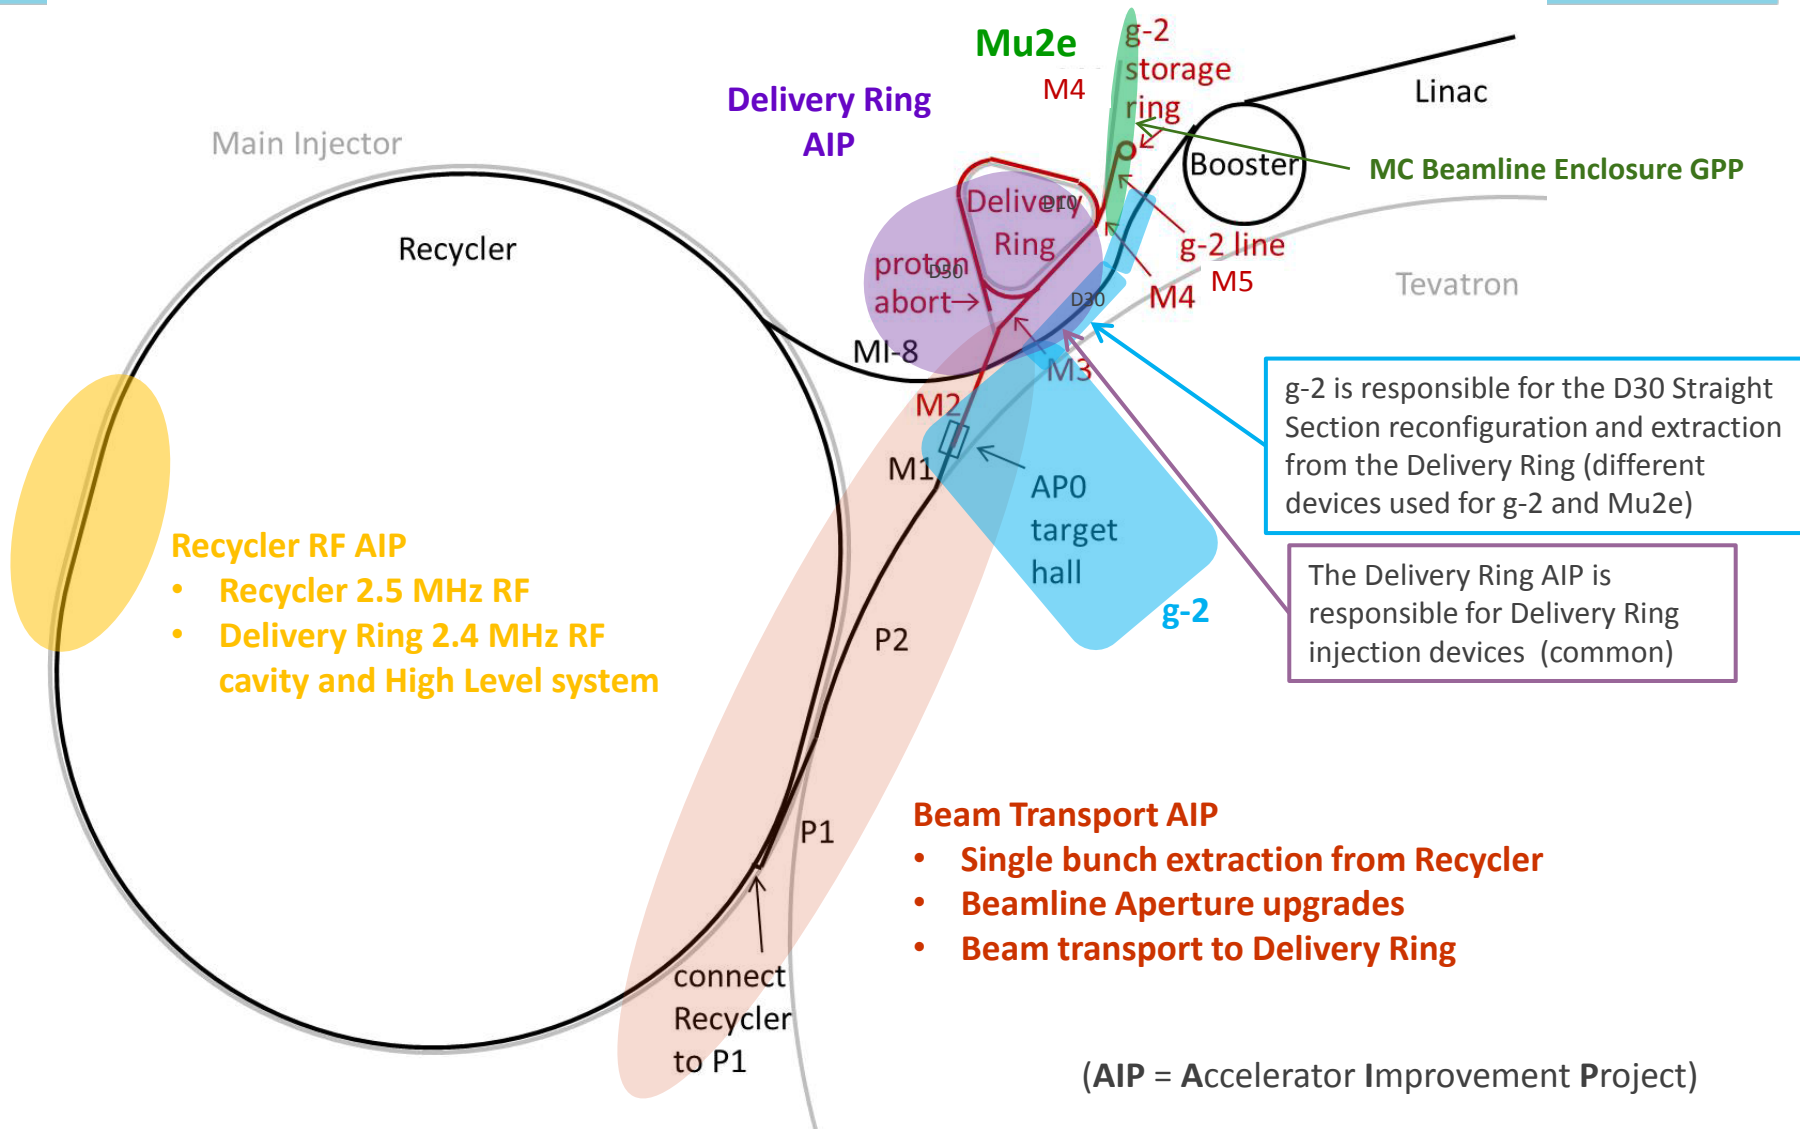 Mu2e
g-2
storage
ring
M4
Delivery Ring
AIP
Linac
Main Injector
Booster
MC Beamline Enclosure GPP
Recycler
Delivery
Ring
D10
proton
abort
D50
D30
g-2 line
M5
M4
Tevatron
MI-8
M3
M2
M1
AP0
target
hall
g-2
g-2 is responsible for the D30 Straight
Section reconfiguration and extraction
from the Delivery Ring (different
devices used for g-2 and Mu2e)
The Delivery Ring AIP is
responsible for Delivery Ring
injection devices (common)
Recycler RF AIP
• Recycler 2.5 MHz RF
• Delivery Ring 2.4 MHz RF
cavity and High Level system
P2
P1
Beam Transport AIP
• Single bunch extraction from Recycler
• Beamline Aperture upgrades
• Beam transport to Delivery Ring
connect
Recycler
to P1
(AIP = Accelerator Improvement Project)